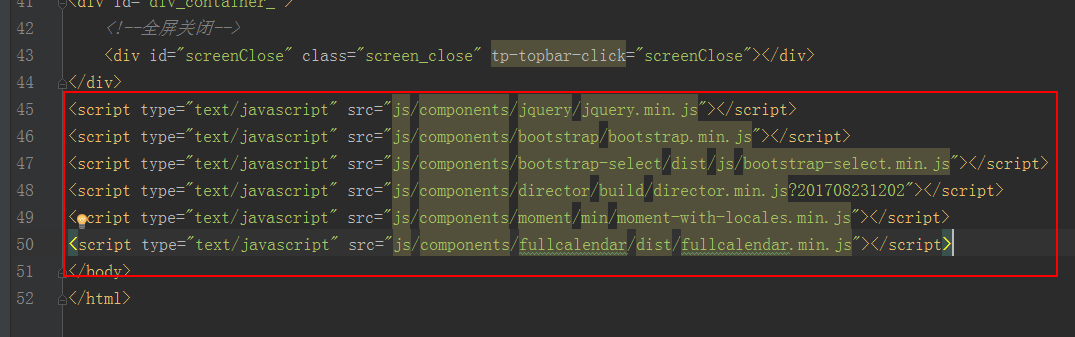 41 <div id="div_container_">
42 <!--全屏关闭-->
43 <div id="screenClose" class="screen_close" tp-topbar-click="screenClose"></div>
44 </div>
45 <script type="text/javascript" src="js/components/jquery/jquery.min.js"></script>
46 <script type="text/javascript" src="js/components/bootstrap/bootstrap.min.js"></script>
47 <script type="text/javascript" src="js/components/bootstrap-select/dist/js/bootstrap-select.min.js"></script>
48 <script type="text/javascript" src="js/components/director/build/director.min.js?201708231202"></script>
49 <script type="text/javascript" src="js/components/moment/min/moment-with-locales.min.js"></script>
50 <script type="text/javascript" src="js/components/fullcalendar/dist/fullcalendar.min.js"></script>
51 </body>
52 </html>